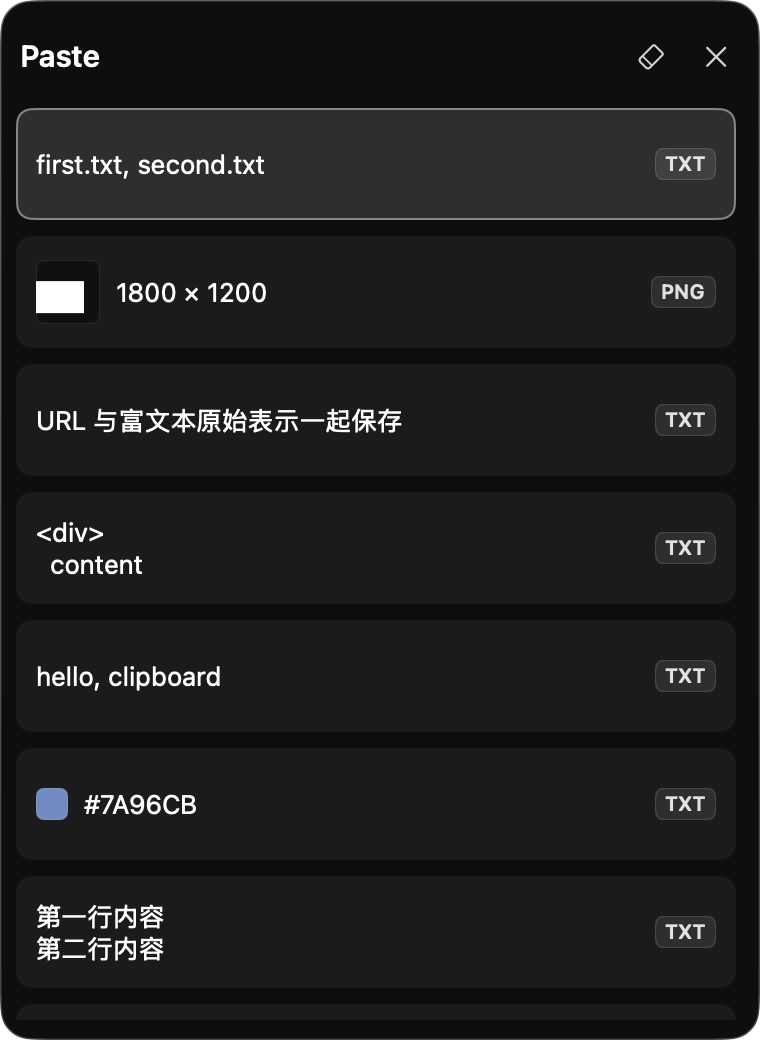 Paste
first.txt, second.txt TXT
1800 × 1200 PNG
URL 与富文本原始表示一起保存 TXT
<div>
  content
TXT
hello, clipboard TXT
#7A96CB TXT
第一行内容
第二行内容
TXT